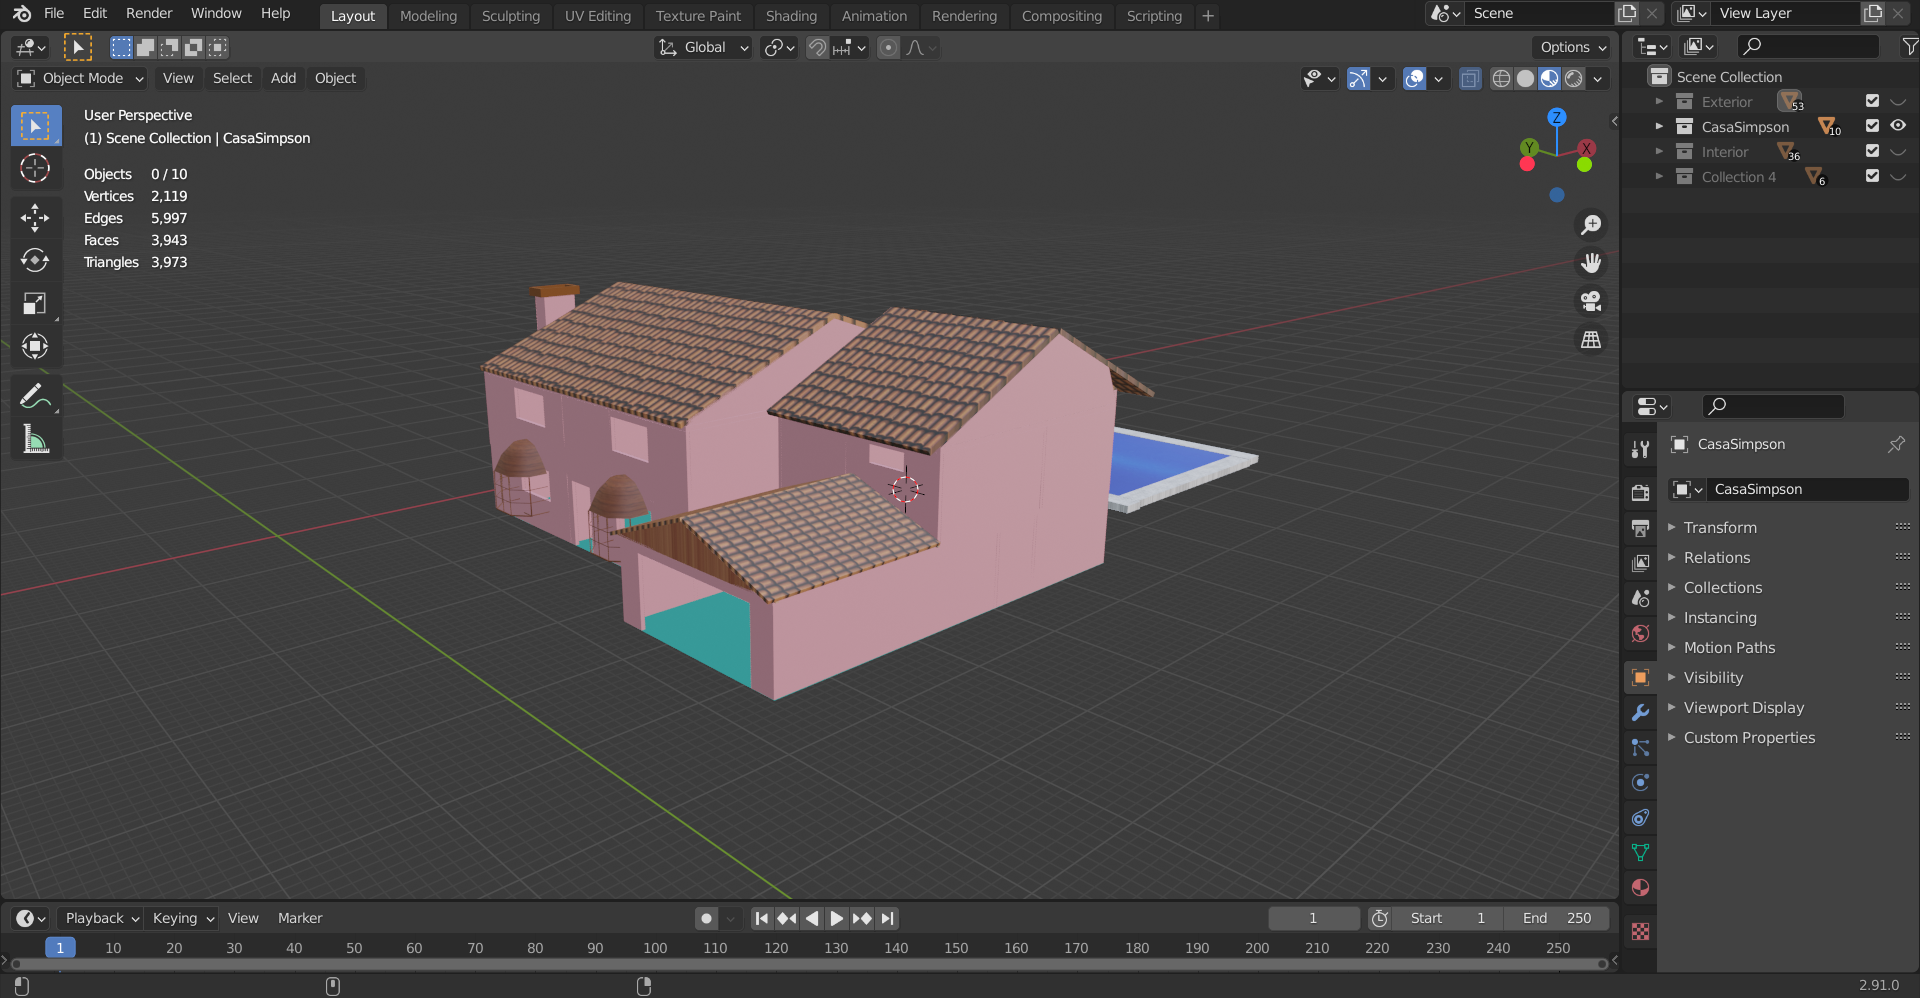 File Edit Render Window Help Layout Modeling Sculpting UV Editing Texture Paint Shading Animation Rendering Compositing Scripting + Scene View Layer
Global Options
Object Mode View Select Add Object
User Perspective
(1) Scene Collection | CasaSimpson
Objects 0 / 10
Vertices 2,119
Edges 5,997
Faces 3,943
Triangles 3,973
Z
Y
X
Scene Collection
Exterior 53
CasaSimpson 10
Interior 36
Collection 4 6
CasaSimpson
CasaSimpson
Transform
Relations
Collections
Instancing
Motion Paths
Visibility
Viewport Display
Custom Properties
Playback Keying View Marker 1 Start 1 End 250
1 10 20 30 40 50 60 70 80 90 100 110 120 130 140 150 160 170 180 190 200 210 220 230 240 250
2.91.0